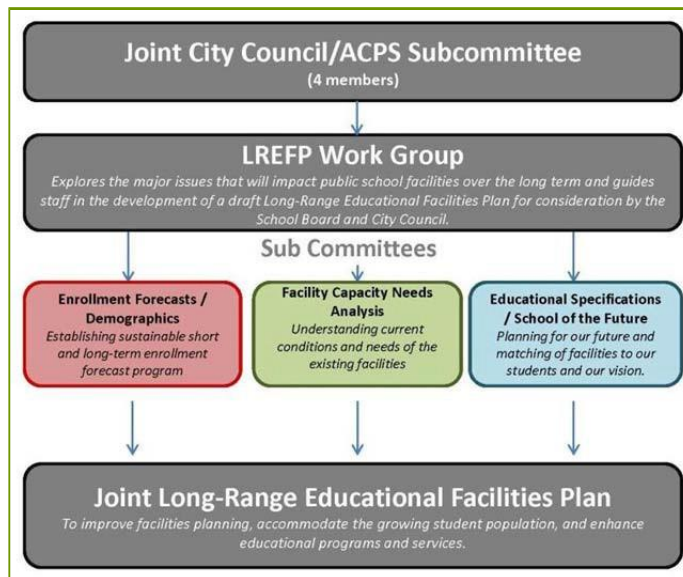 Joint City Council/ACPS Subcommittee
(4 members)
LREFP Work Group
Explores the major issues that will impact public school facilities over the long term and guides
staff in the development of a draft Long-Range Educational Facilities Plan for consideration by the
School Board and City Council.
Sub Committees
Enrollment Forecasts /
Demographics
Establishing sustainable short
and long-term enrollment
forecast program
Facility Capacity Needs
Analysis
Understanding current
conditions and needs of the
existing facilities
Educational Specifications
/ School of the Future
Planning for our future and
matching of facilities to our
students and our vision.
Joint Long-Range Educational Facilities Plan
To improve facilities planning, accommodate the growing student population, and enhance
educational programs and services.